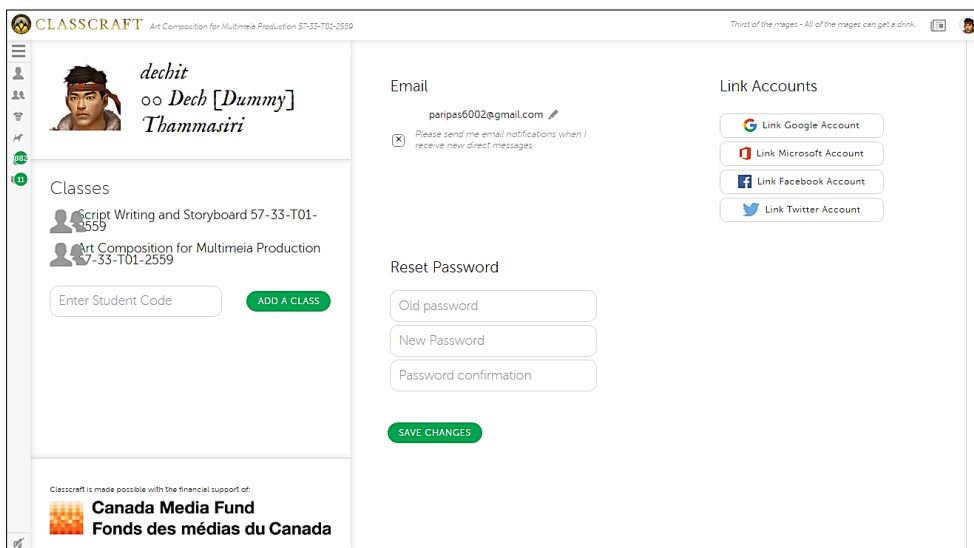 CLASSCRAFT Art Composition for Multimeia Production 57-33-T01-2559
Thirst of the mages - All of the mages can get a drink.
dechit
oo Dech [Dummy]
Thammasiri
882
11
Classes
Script Writing and Storyboard 57-33-T01-
2559
Art Composition for Multimeia Production
57-33-T01-2559
Enter Student Code
ADD A CLASS
Classcraft is made possible with the financial support of:
Canada Media Fund
Fonds des médias du Canada
Email
paripas6002@gmail.com
Please send me email notifications when I
receive new direct messages
Reset Password
Old password
New Password
Password confirmation
SAVE CHANGES
Link Accounts
Link Google Account
Link Microsoft Account
Link Facebook Account
Link Twitter Account